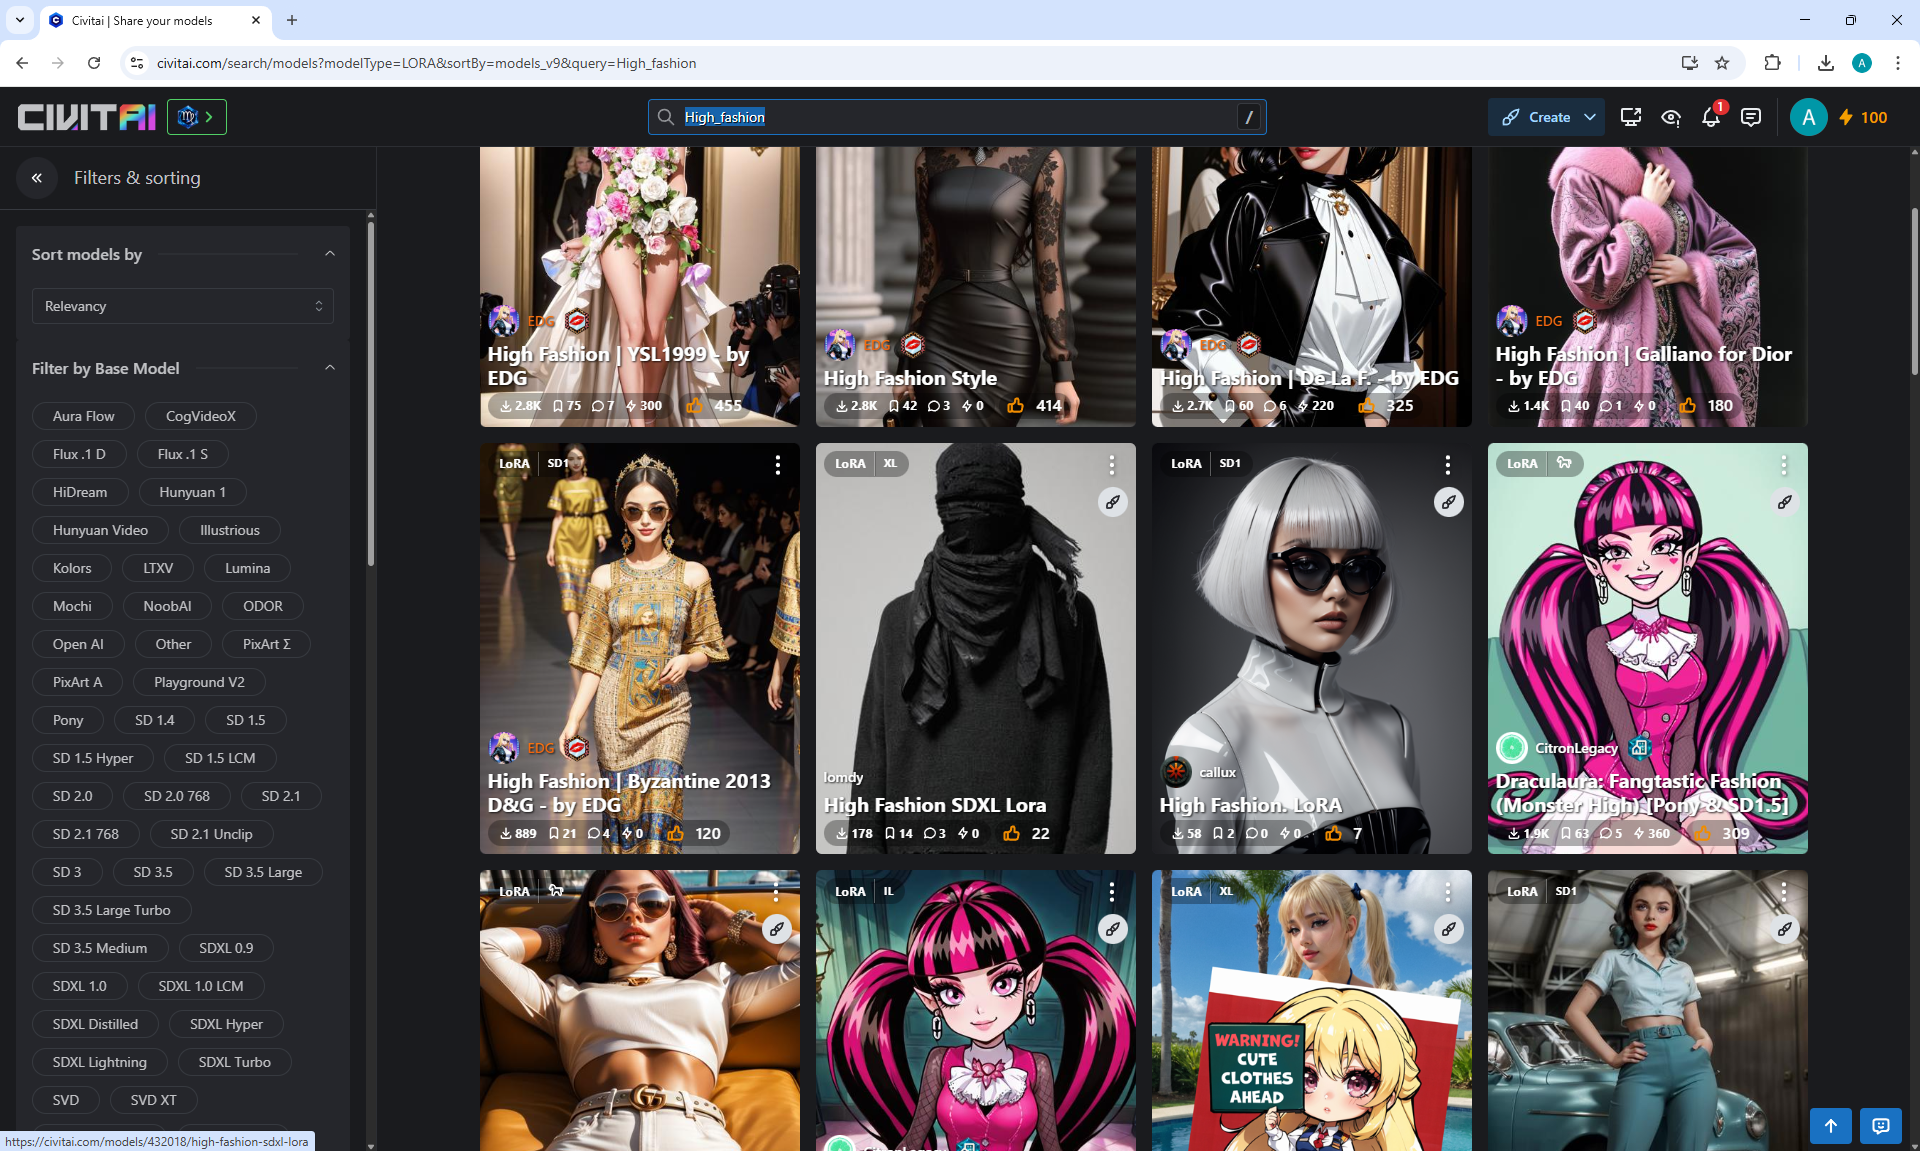 Civitai | Share your models
civitai.com/search/models?modelType=LORA&sortBy=models_v9&query=High_fashion
A
CIVITAI
High_fashion
/
Create
1
A
100
Filters & sorting
Sort models by
Relevancy
Filter by Base Model
Aura Flow
CogVideoX
Flux .1 D
Flux .1 S
HiDream
Hunyuan 1
Hunyuan Video
Illustrious
Kolors
LTXV
Lumina
Mochi
NoobAI
ODOR
Open AI
Other
PixArt Σ
PixArt A
Playground V2
Pony
SD 1.4
SD 1.5
SD 1.5 Hyper
SD 1.5 LCM
SD 2.0
SD 2.0 768
SD 2.1
SD 2.1 768
SD 2.1 Unclip
SD 3
SD 3.5
SD 3.5 Large
SD 3.5 Large Turbo
SD 3.5 Medium
SDXL 0.9
SDXL 1.0
SDXL 1.0 LCM
SDXL Distilled
SDXL Hyper
SDXL Lightning
SDXL Turbo
SVD
SVD XT
https://civitai.com/models/432018/high-fashion-sdxl-lora
EDG
High Fashion | YSL1999 - by
EDG
2.8K 75 7 300 455
EDG
High Fashion Style
2.8K 42 3 0 414
EDG
High Fashion | De La F. - by EDG
2.7K 60 6 220 325
EDG
High Fashion | Galliano for Dior
- by EDG
1.4K 40 1 0 180
LoRA SD1
EDG
High Fashion | Byzantine 2013
D&G - by EDG
889 21 4 0 120
LoRA XL
lomdy
High Fashion SDXL Lora
178 14 3 0 22
LoRA SD1
callux
High Fashion. LoRA
58 2 0 0 7
LoRA
CitronLegacy
Draculaura: Fangtastic Fashion
(Monster High) [Pony & SD1.5]
1.9K 63 5 360 309
LoRA
LoRA IL
CitronLegacy
LoRA XL
WARNING!
CUTE
CLOTHES
AHEAD
LoRA SD1